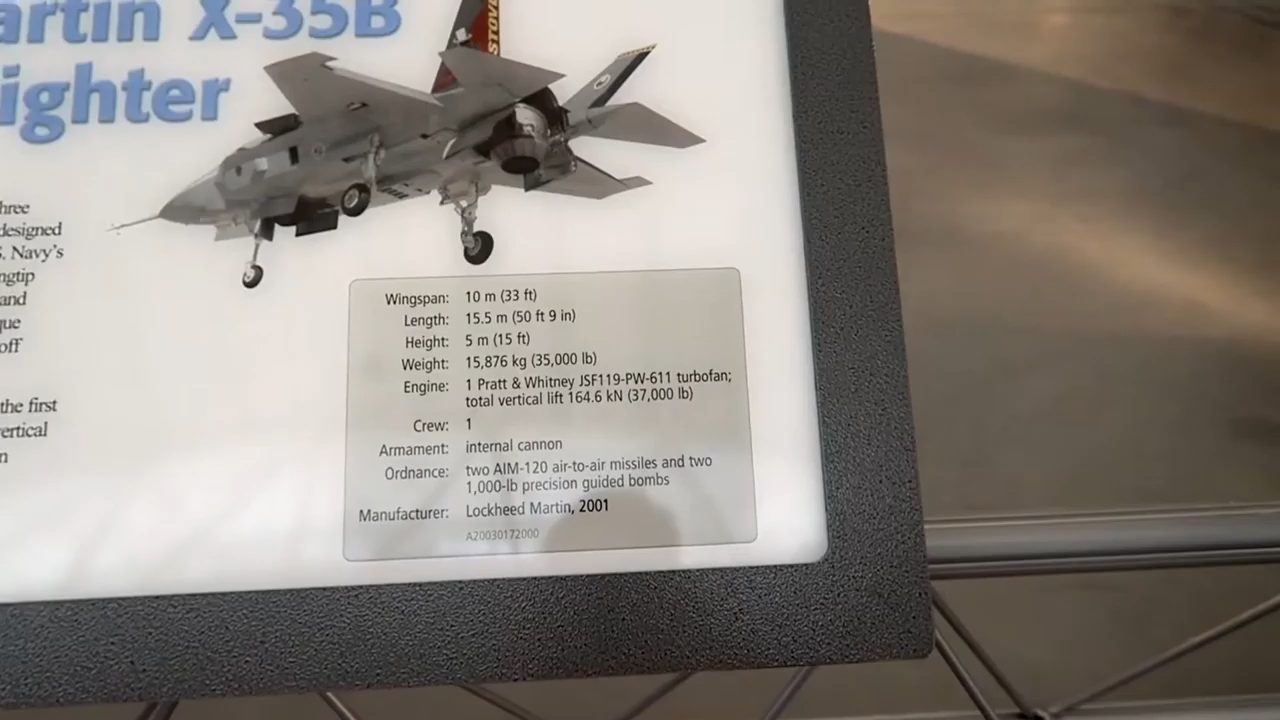 artin X-35B
ighter
STOVL
hree
designed
S. Navy's
ngtip
and
que
off
the first
ertical
n
Wingspan: 10 m (33 ft)
Length: 15.5 m (50 ft 9 in)
Height: 5 m (15 ft)
Weight: 15,876 kg (35,000 lb)
Engine: 1 Pratt & Whitney JSF119-PW-611 turbofan;
total vertical lift 164.6 kN (37,000 lb)
Crew: 1
Armament: internal cannon
Ordnance: two AIM-120 air-to-air missiles and two
1,000-lb precision guided bombs
Manufacturer: Lockheed Martin, 2001
A20030172000